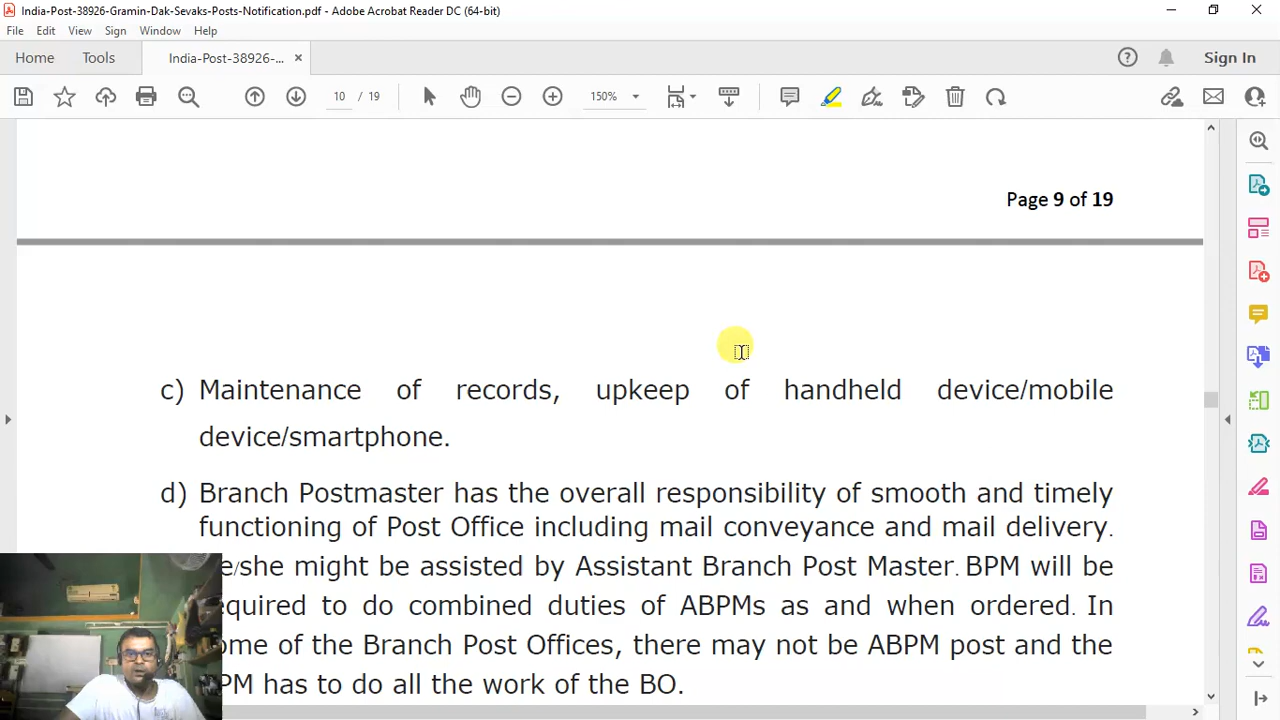 India-Post-38926-Gramin-Dak-Sevaks-Posts-Notification.pdf - Adobe Acrobat Reader DC (64-bit)
File Edit View Sign Window Help
Home Tools India-Post-38926-... × Sign In
10 / 19 150%
Page 9 of 19
c) Maintenance of records, upkeep of handheld device/mobile
device/smartphone.
d) Branch Postmaster has the overall responsibility of smooth and timely
functioning of Post Office including mail conveyance and mail delivery.
e/she might be assisted by Assistant Branch Post Master. BPM will be
equired to do combined duties of ABPMs as and when ordered. In
ome of the Branch Post Offices, there may not be ABPM post and the
PM has to do all the work of the BO.